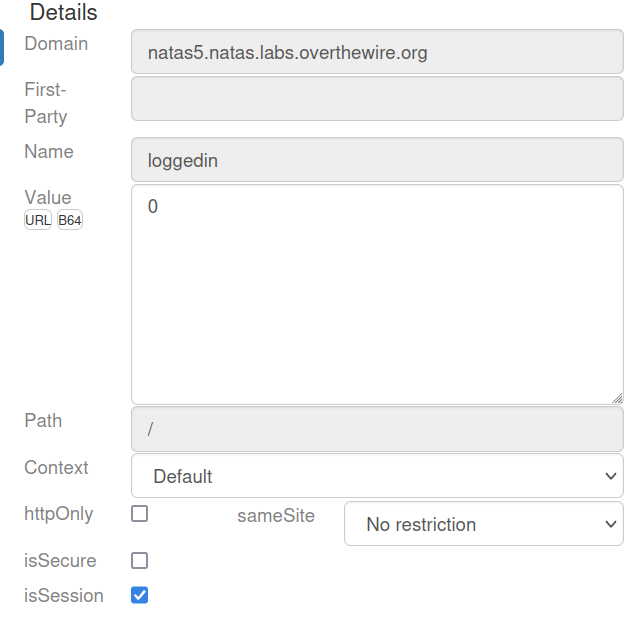 Details
Domain
natas5.natas.labs.overthewire.org
First-
Party
Name
loggedin
Value
URL B64
0
Path
/
Context
Default
httpOnly
sameSite
No restriction
isSecure
isSession